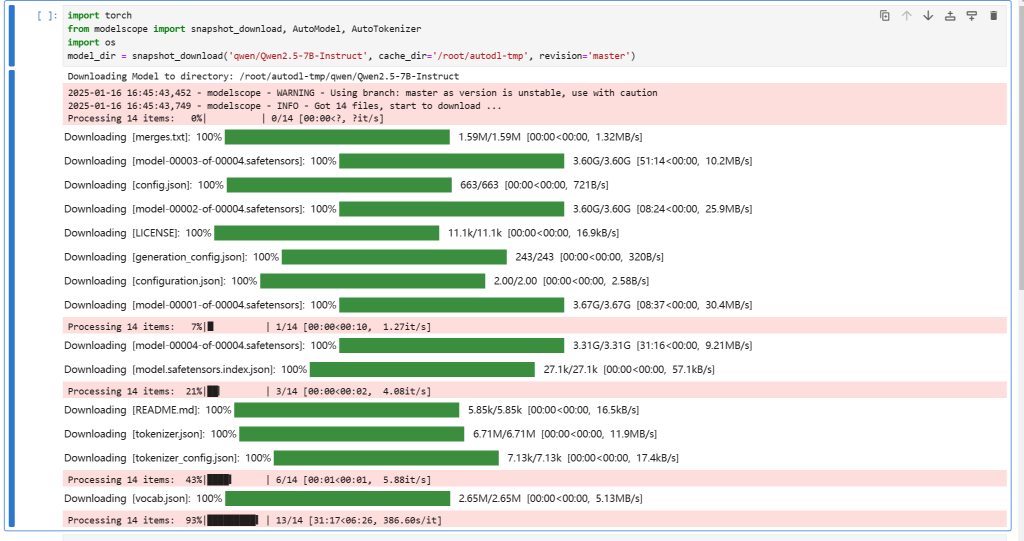 [ ]:
import torch
from modelscope import snapshot_download, AutoModel, AutoTokenizer
import os
model_dir = snapshot_download('qwen/Qwen2.5-7B-Instruct', cache_dir='/root/autodl-tmp', revision='master')
Downloading Model to directory: /root/autodl-tmp/qwen/Qwen2.5-7B-Instruct
2025-01-16 16:45:43,452 - modelscope - WARNING - Using branch: master as version is unstable, use with caution
2025-01-16 16:45:43,749 - modelscope - INFO - Got 14 files, start to download ...
Processing 14 items:   0%|          | 0/14 [00:00<?, ?it/s]
Downloading [merges.txt]: 100% 1.59M/1.59M [00:00<00:00, 1.32MB/s]
Downloading [model-00003-of-00004.safetensors]: 100% 3.60G/3.60G [51:14<00:00, 10.2MB/s]
Downloading [config.json]: 100% 663/663 [00:00<00:00, 721B/s]
Downloading [model-00002-of-00004.safetensors]: 100% 3.60G/3.60G [08:24<00:00, 25.9MB/s]
Downloading [LICENSE]: 100% 11.1k/11.1k [00:00<00:00, 16.9kB/s]
Downloading [generation_config.json]: 100% 243/243 [00:00<00:00, 320B/s]
Downloading [configuration.json]: 100% 2.00/2.00 [00:00<00:00, 2.58B/s]
Downloading [model-00001-of-00004.safetensors]: 100% 3.67G/3.67G [08:37<00:00, 30.4MB/s]
Processing 14 items:   7%|          | 1/14 [00:00<00:10,  1.27it/s]
Downloading [model-00004-of-00004.safetensors]: 100% 3.31G/3.31G [31:16<00:00, 9.21MB/s]
Downloading [model.safetensors.index.json]: 100% 27.1k/27.1k [00:00<00:00, 57.1kB/s]
Processing 14 items:  21%|          | 3/14 [00:00<00:02,  4.08it/s]
Downloading [README.md]: 100% 5.85k/5.85k [00:00<00:00, 16.5kB/s]
Downloading [tokenizer.json]: 100% 6.71M/6.71M [00:00<00:00, 11.9MB/s]
Downloading [tokenizer_config.json]: 100% 7.13k/7.13k [00:00<00:00, 17.4kB/s]
Processing 14 items:  43%|          | 6/14 [00:01<00:01,  5.88it/s]
Downloading [vocab.json]: 100% 2.65M/2.65M [00:00<00:00, 5.13MB/s]
Processing 14 items:  93%|          | 13/14 [31:17<06:26, 386.60s/it]